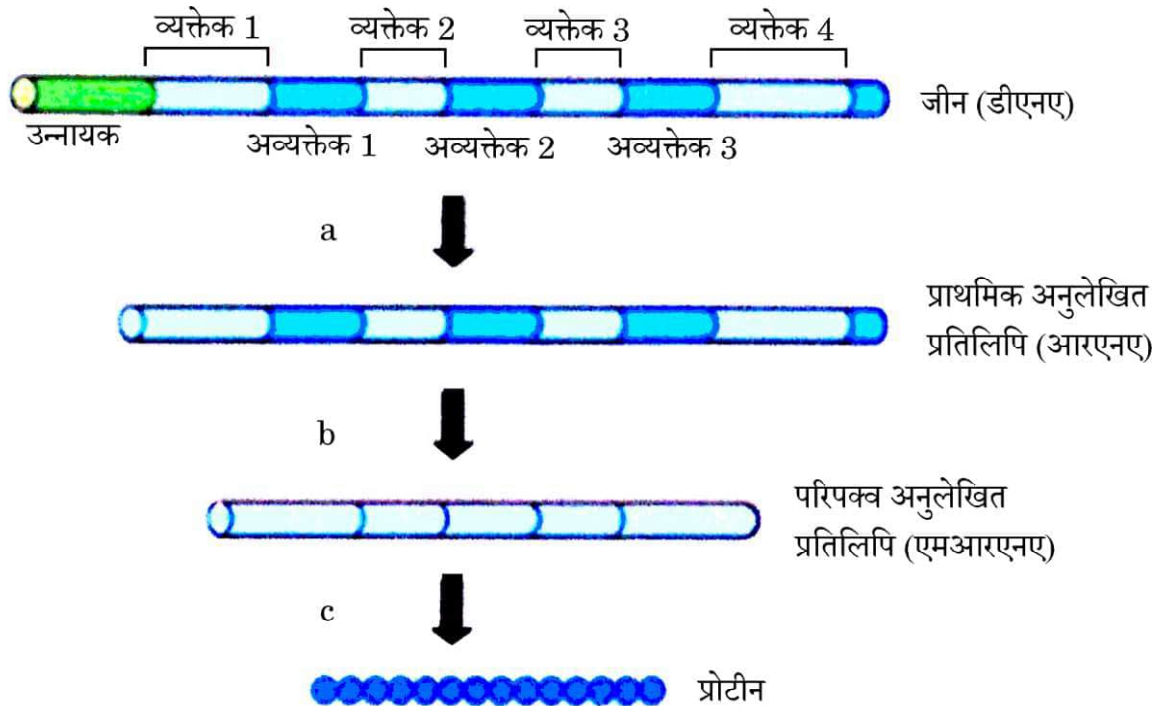 व्यक्तेक 1 व्यक्तेक 2 व्यक्तेक 3 व्यक्तेक 4
जीन (डीएनए)
उन्नायक
अव्यक्तेक 1 अव्यक्तेक 2 अव्यक्तेक 3
a
प्राथमिक अनुलेखित
प्रतिलिपि (आरएनए)
b
परिपक्व अनुलेखित
प्रतिलिपि (एमआरएनए)
c
प्रोटीन